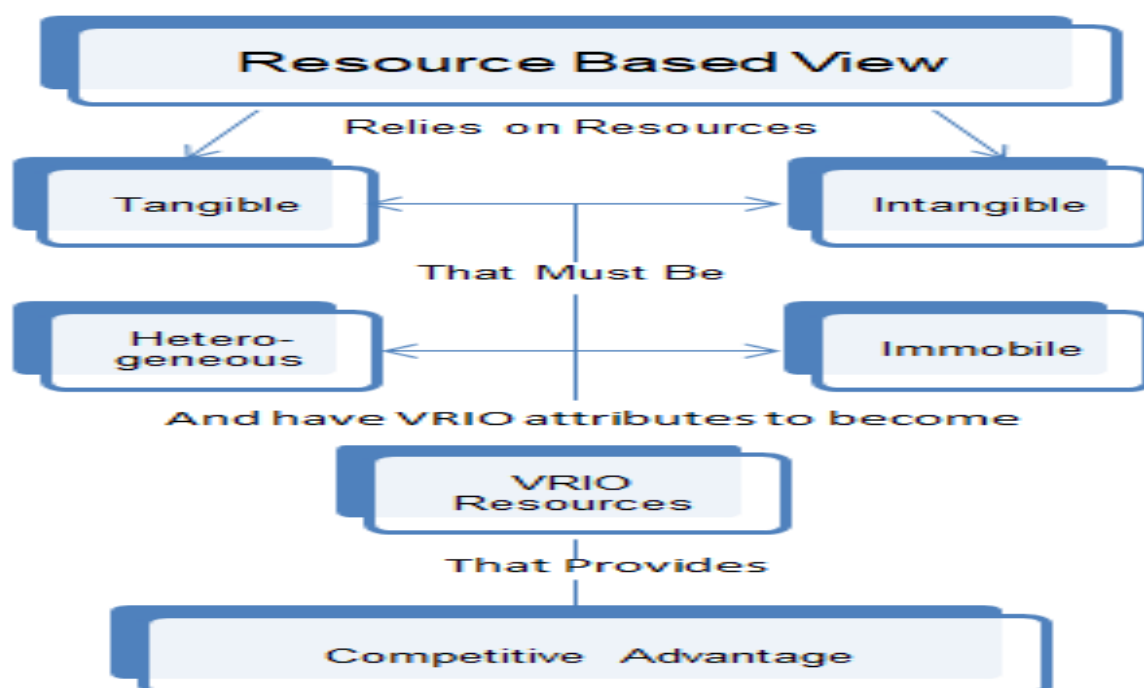 Resource Based View
Relies on Resources
Tangible
Intangible
That Must Be
Hetero-
geneous
Immobile
And have VRIO attributes to become
VRIO
Resources
That Provides
Competitive Advantage